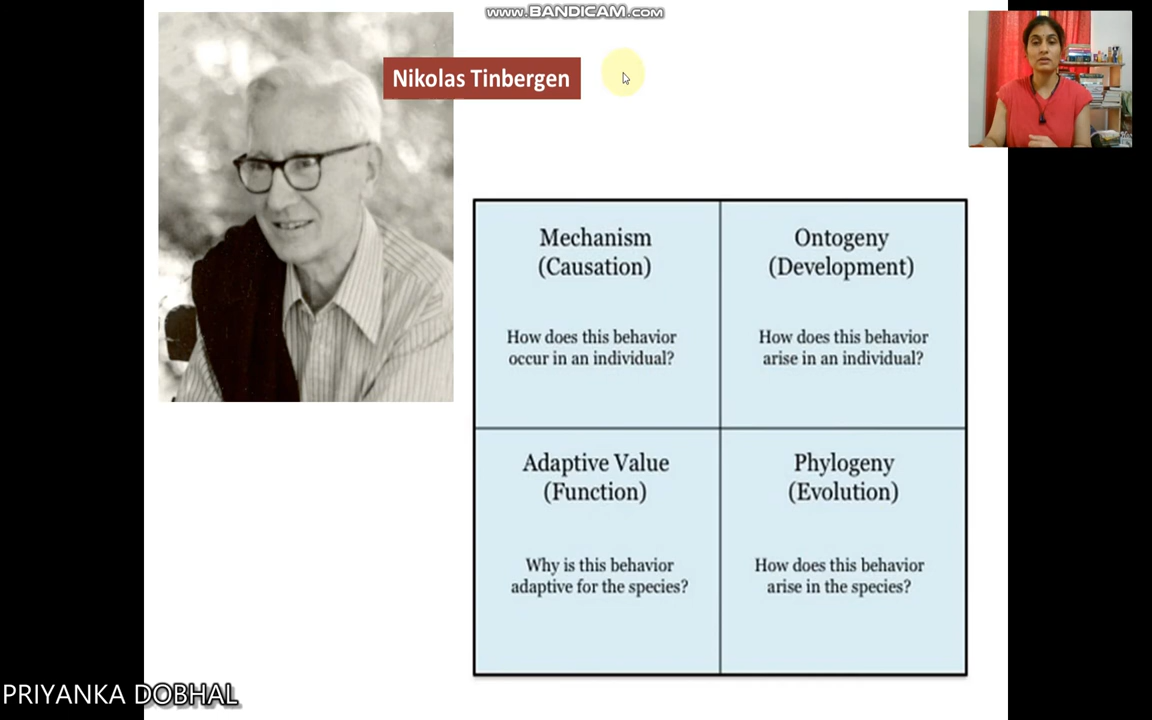 www.BANDICAM.com
Nikolas Tinbergen
Mechanism
(Causation)
How does this behavior
occur in an individual?
Ontogeny
(Development)
How does this behavior
arise in an individual?
Adaptive Value
(Function)
Why is this behavior
adaptive for the species?
Phylogeny
(Evolution)
How does this behavior
arise in the species?
PRIYANKA DOBHAL